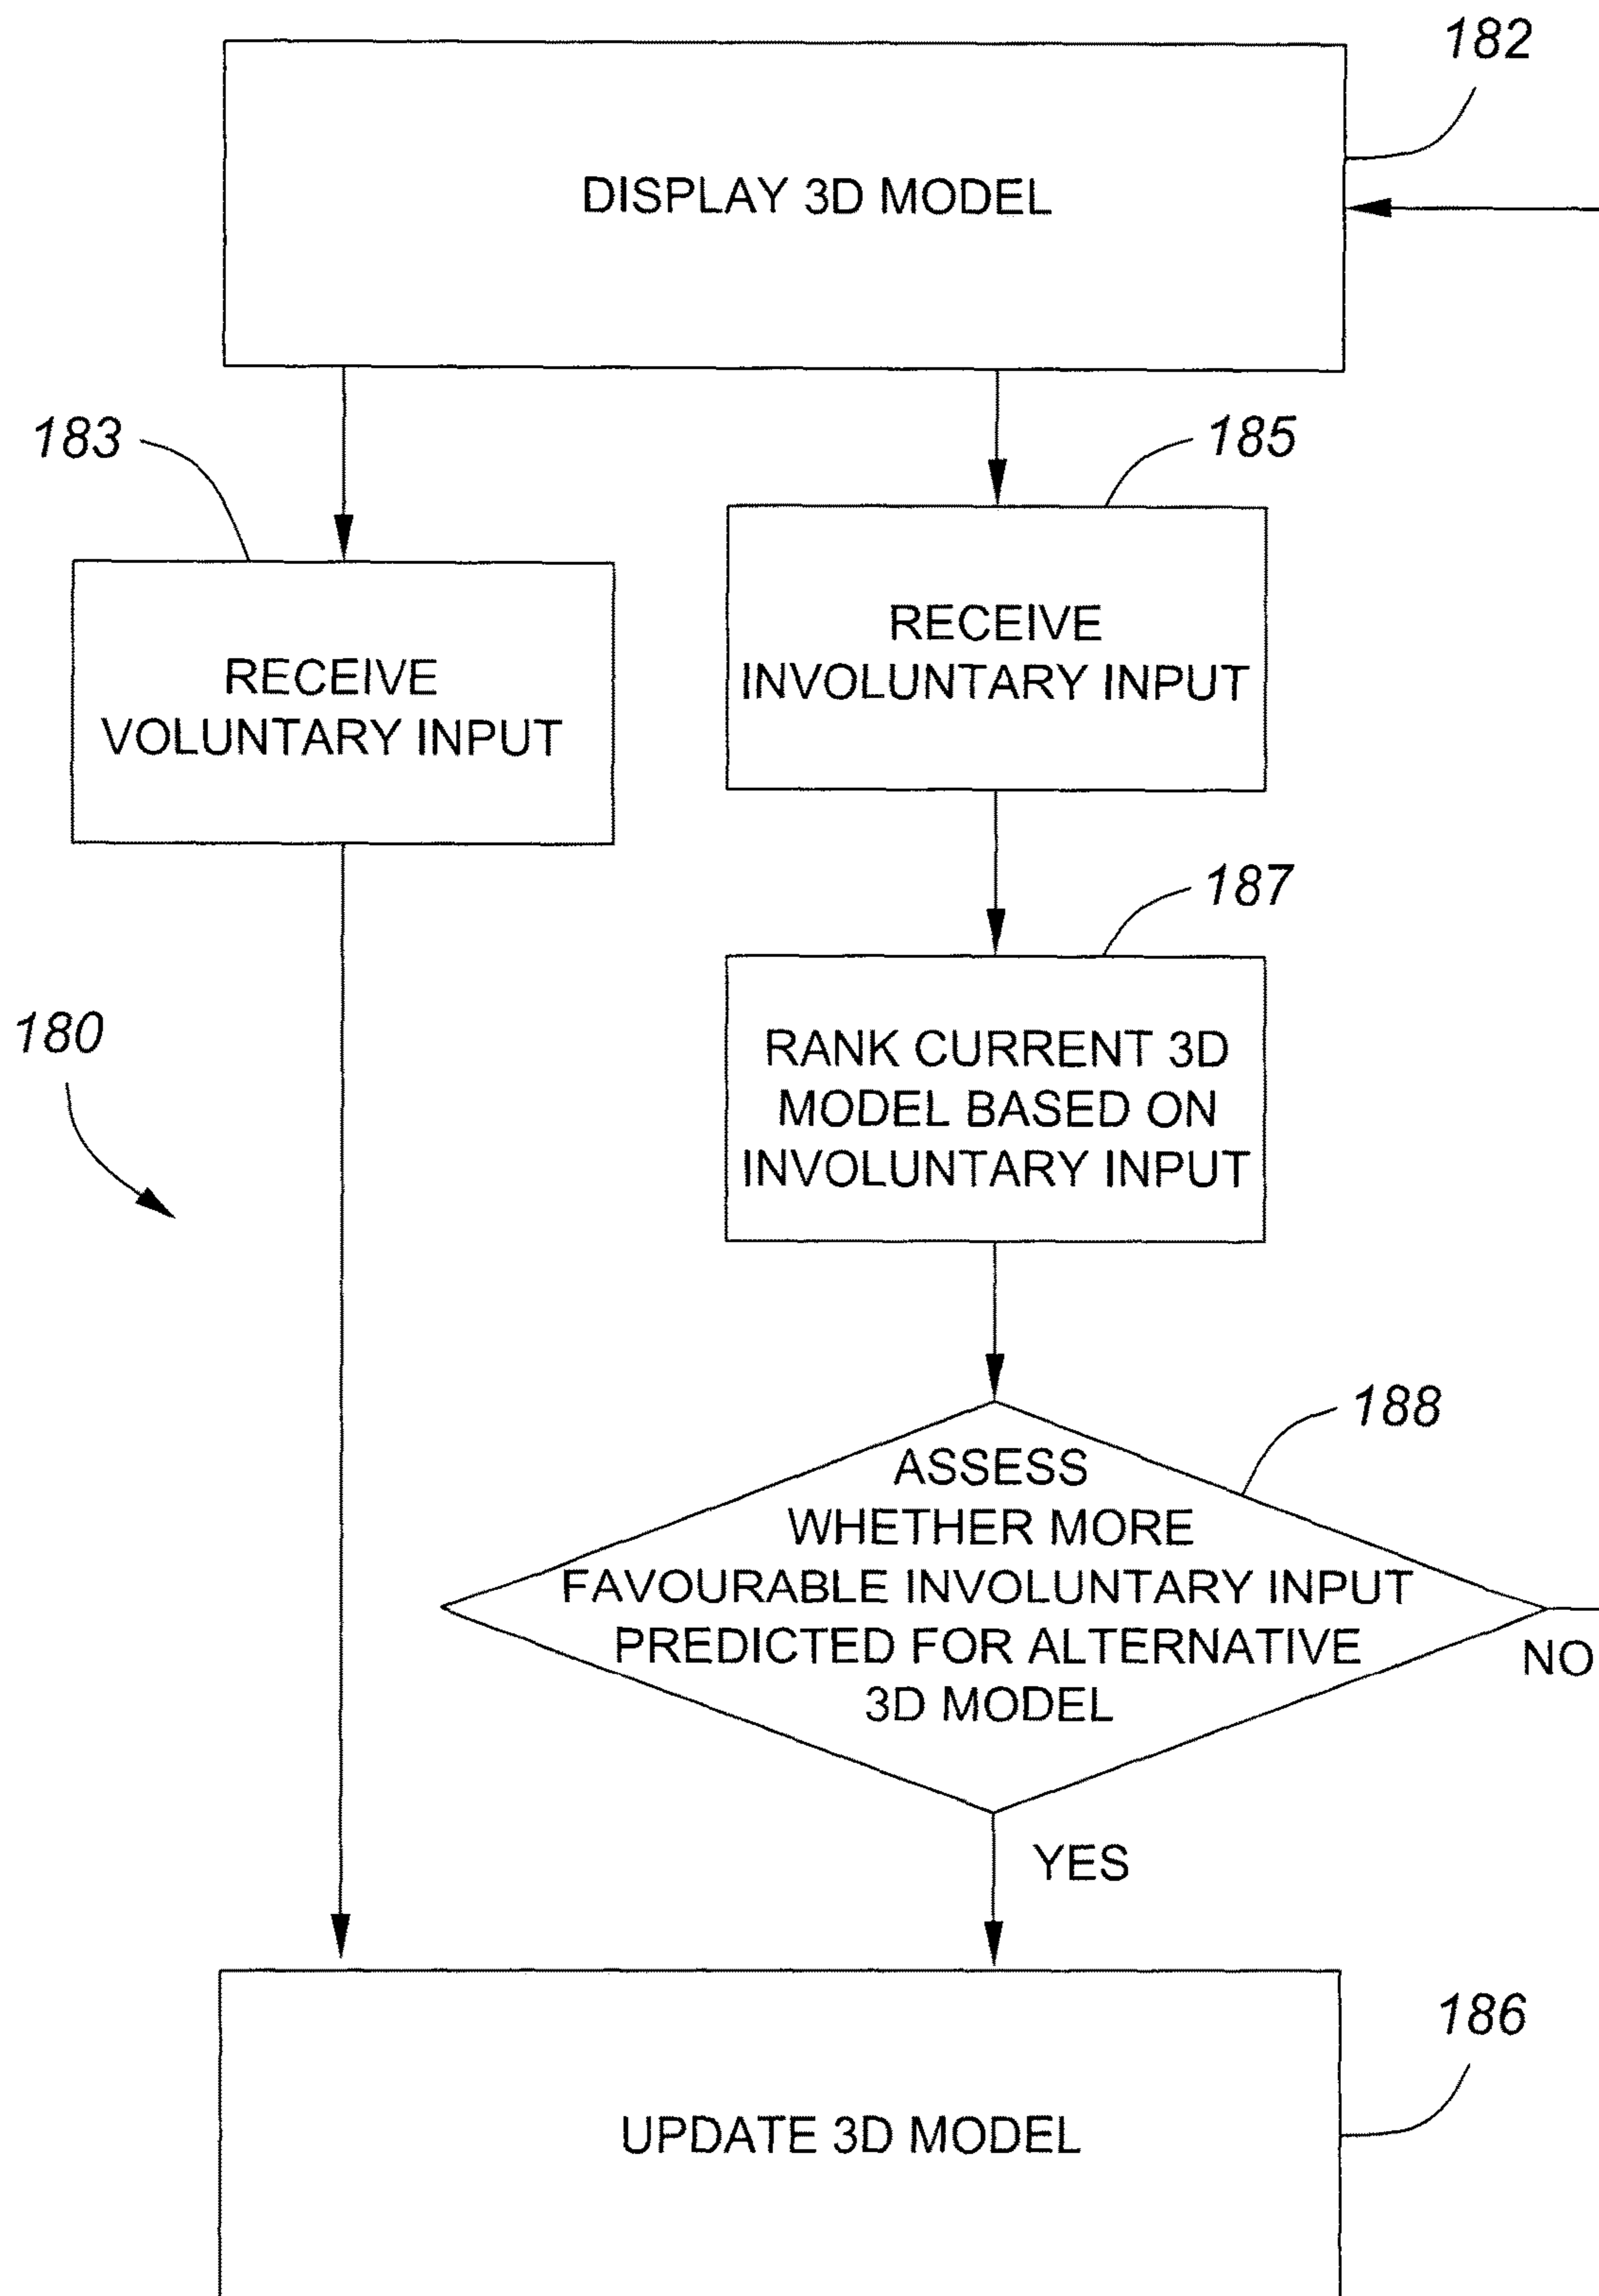 182
DISPLAY 3D MODEL
183
185
RECEIVE
VOLUNTARY INPUT
RECEIVE
INVOLUNTARY INPUT
187
180
RANK CURRENT 3D
MODEL BASED ON
INVOLUNTARY INPUT
188
ASSESS
WHETHER MORE
FAVOURABLE INVOLUNTARY INPUT
PREDICTED FOR ALTERNATIVE
3D MODEL
NO
YES
186
UPDATE 3D MODEL